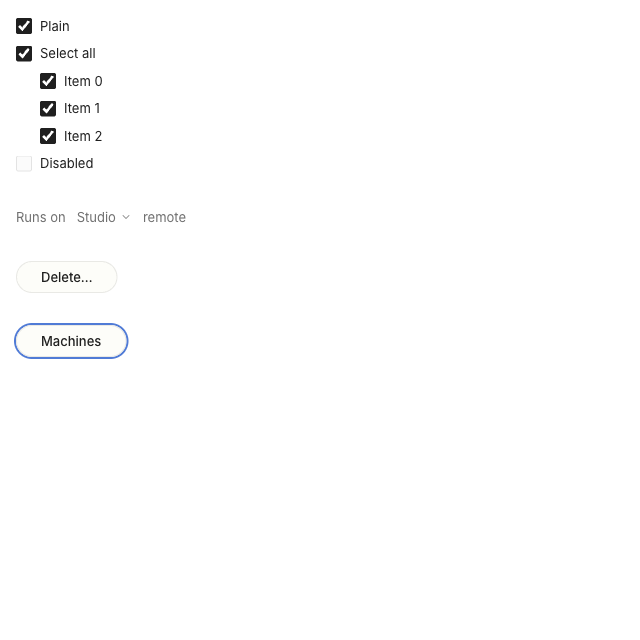 Plain
Select all
Item 0
Item 1
Item 2
Disabled
Runs on Studio remote
Delete...
Machines